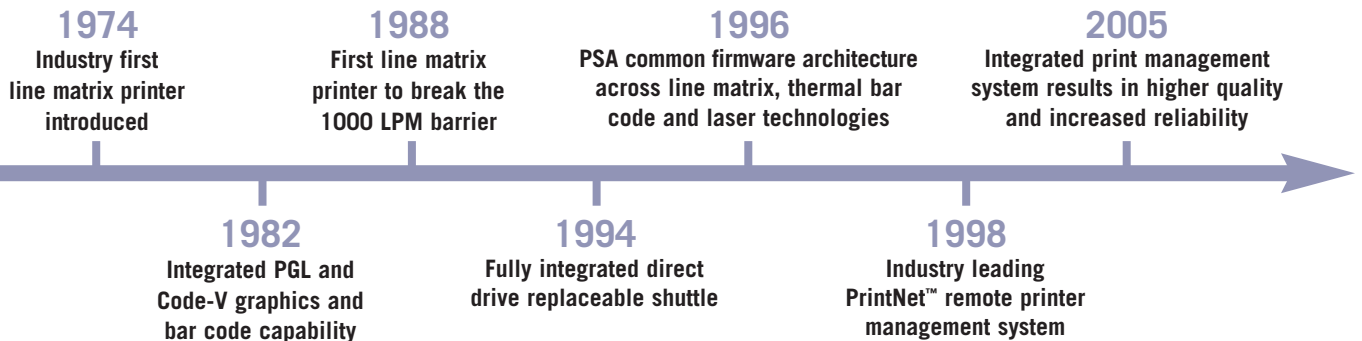 1974
Industry first
line matrix printer
introduced
1982
Integrated PGL and
Code-V graphics and
bar code capability
1988
First line matrix
printer to break the
1000 LPM barrier
1994
Fully integrated direct
drive replaceable shuttle
1996
PSA common firmware architecture
across line matrix, thermal bar
code and laser technologies
1998
Industry leading
PrintNet™ remote printer
management system
2005
Integrated print management
system results in higher quality
and increased reliability